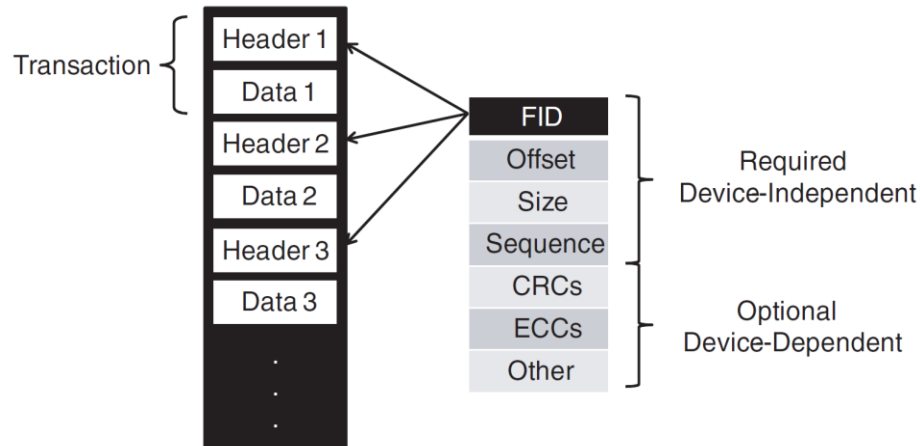 Transaction
Header 1
Data 1
Header 2
Data 2
Header 3
Data 3
.
.
.
FID
Offset
Size
Sequence
CRCs
ECCs
Other
Required
Device-Independent
Optional
Device-Dependent